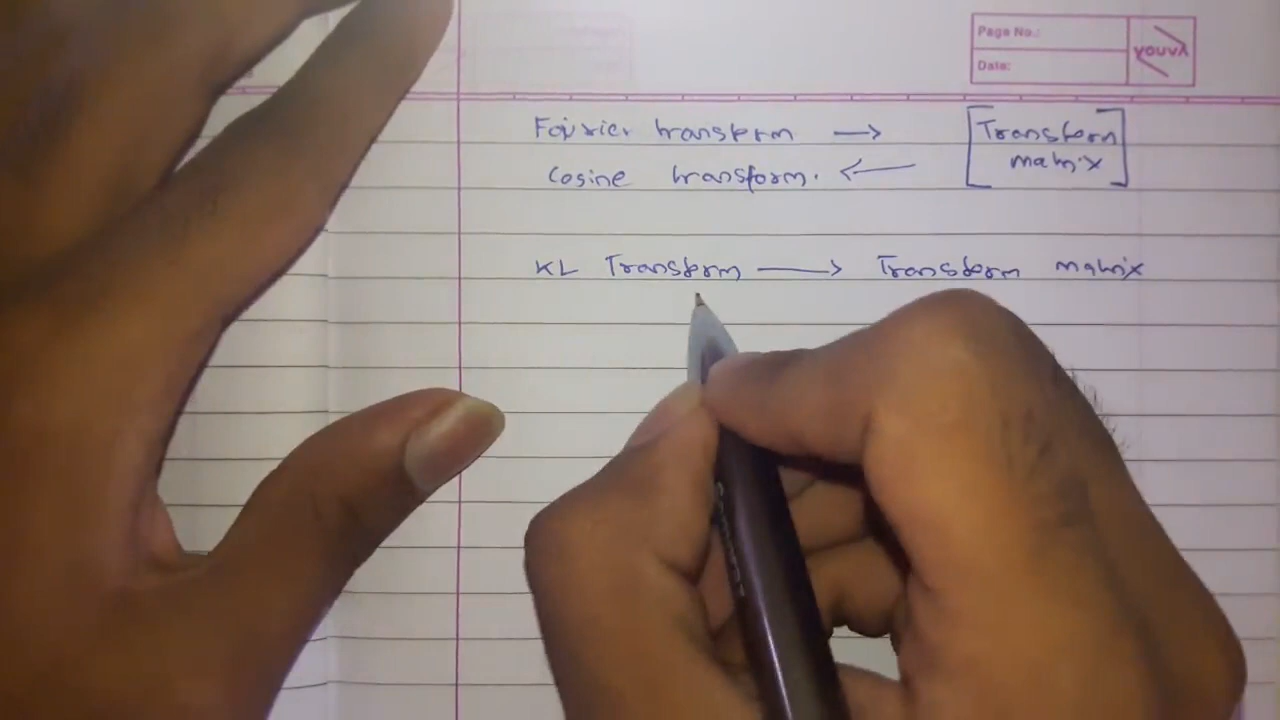 Page No.:
Date:
YOUVA
Fourier transform → [Transform
matrix]
Cosine transform. ←
KL Transform → Transform matrix